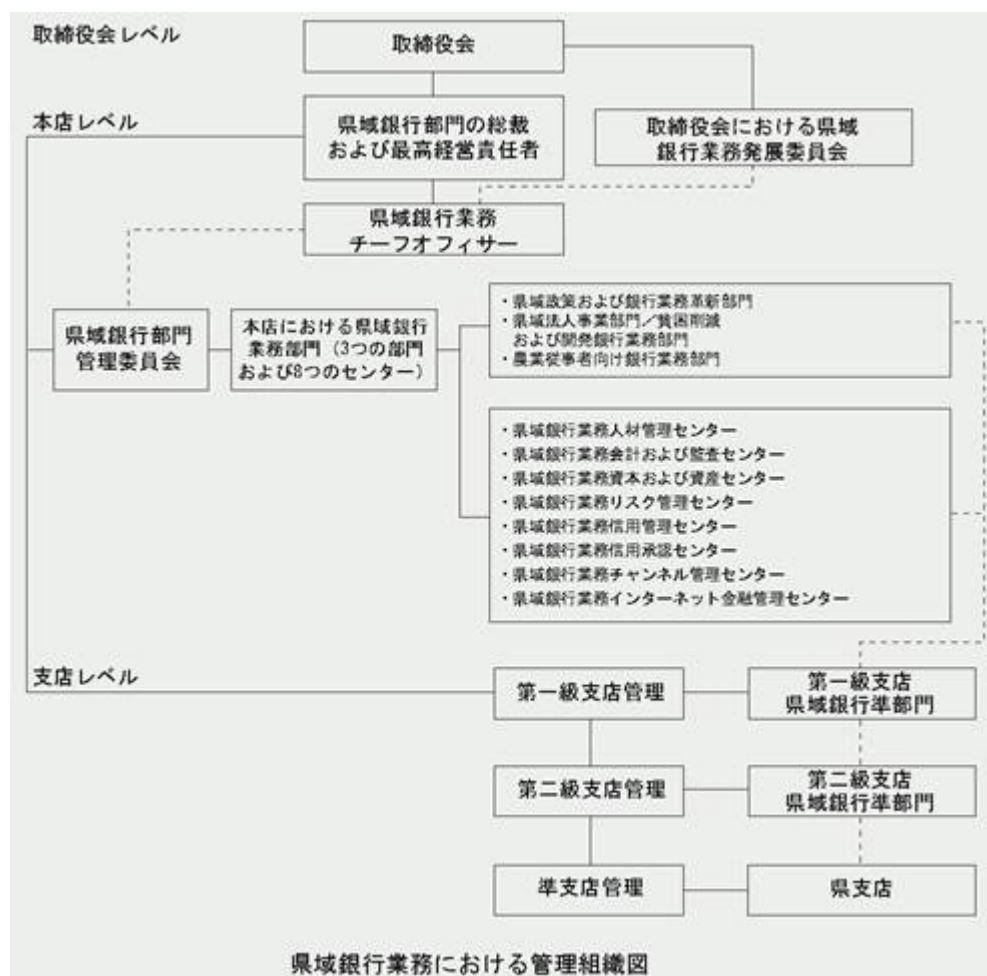 取締役会レベル
取締役会
本店レベル
県域銀行部門の総裁
および最高経営責任者
取締役会における県域
銀行業務発展委員会
県域銀行業務
チーフオフィサー
県域銀行部門
管理委員会
本店における県域銀行
業務部門（3つの部門
および8つのセンター）
・県域政策および銀行業務革新部門
・県域法人事業部門／貧困削減
および開発銀行業務部門
・農業従事者向け銀行業務部門
・県域銀行業務人材管理センター
・県域銀行業務会計および監査センター
・県域銀行業務資本および資産センター
・県域銀行業務リスク管理センター
・県域銀行業務信用管理センター
・県域銀行業務信用承認センター
・県域銀行業務チャンネル管理センター
・県域銀行業務インターネット金融管理センター
支店レベル
第一級支店管理
第一級支店
県域銀行準部門
第二級支店管理
第二級支店
県域銀行準部門
準支店管理
県支店
県域銀行業務における管理組織図